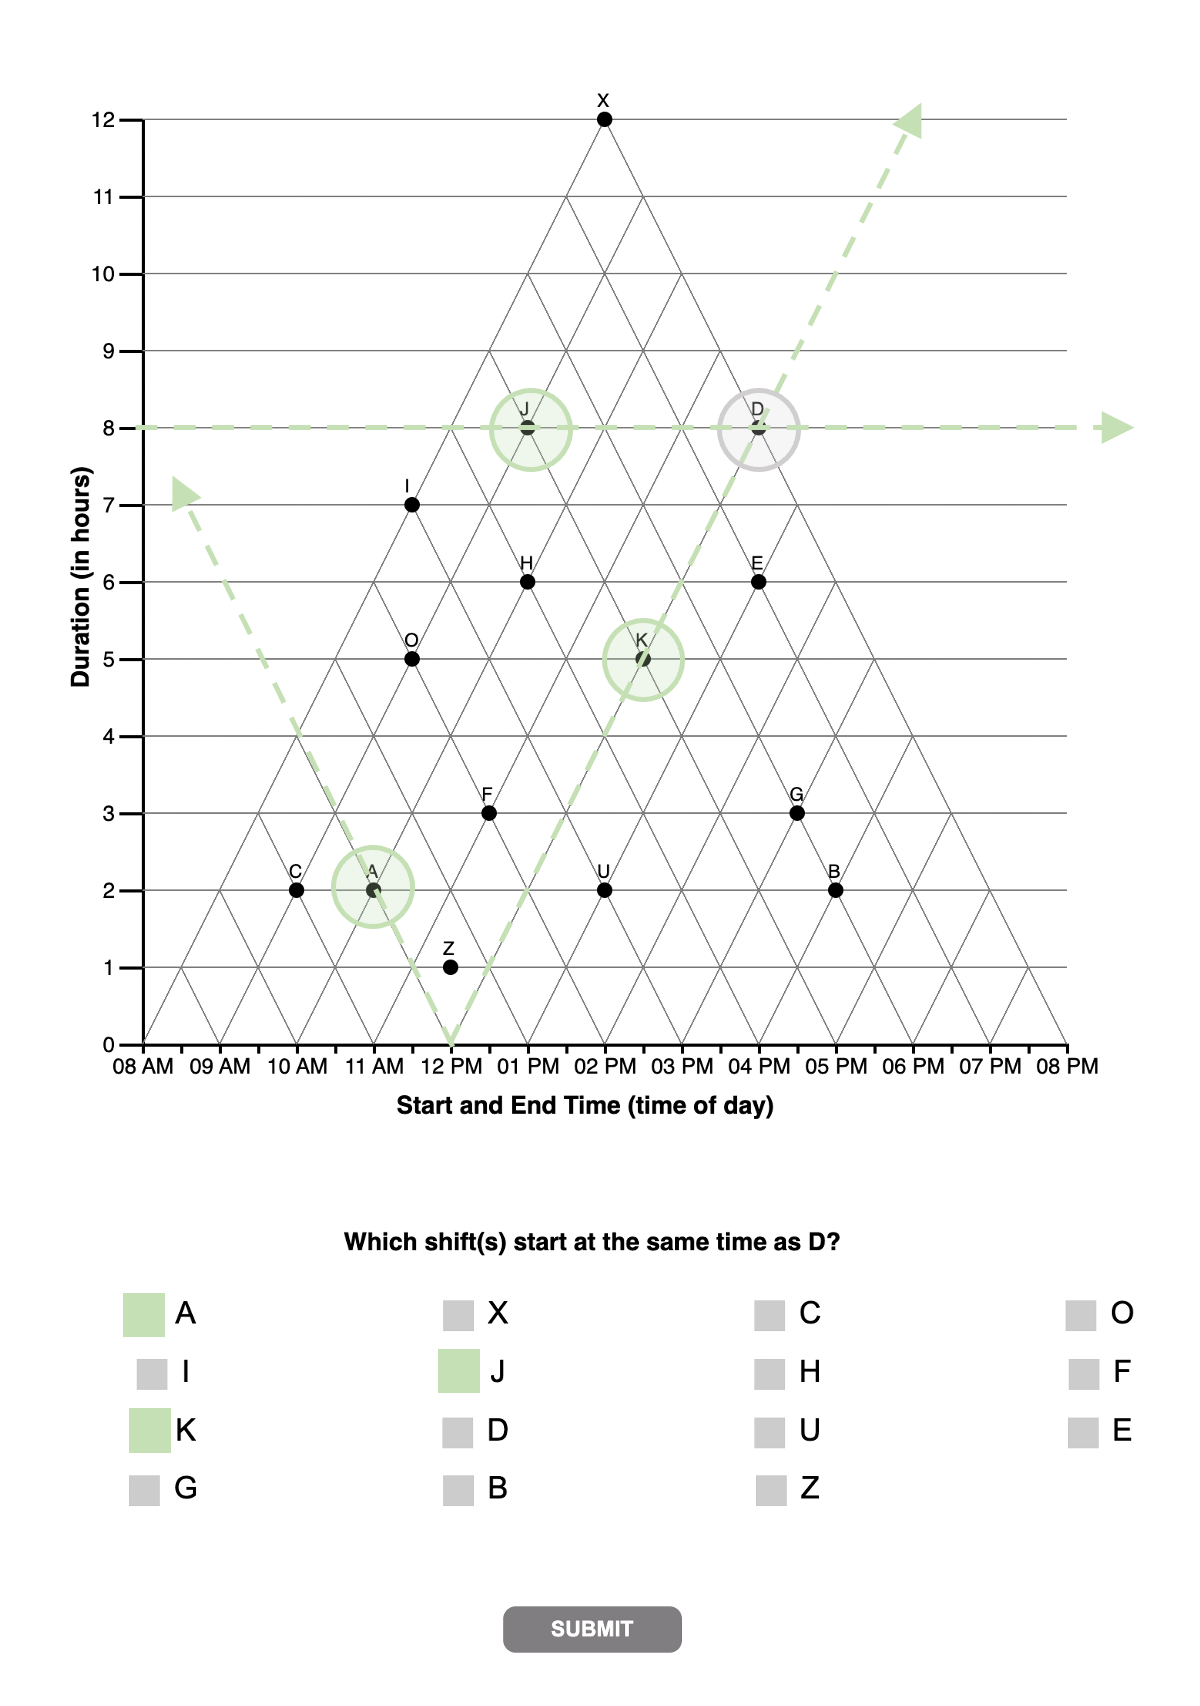 X
12
11
10
9
J
D
8
I
7
H
E
6
O
K
5
4
F
G
3
C
A
U
B
2
Z
1
0
Duration (in hours)
08 AM 09 AM 10 AM 11 AM 12 PM 01 PM 02 PM 03 PM 04 PM 05 PM 06 PM 07 PM 08 PM
Start and End Time (time of day)
Which shift(s) start at the same time as D?
A X C O
I J H F
K D U E
G B Z
SUBMIT